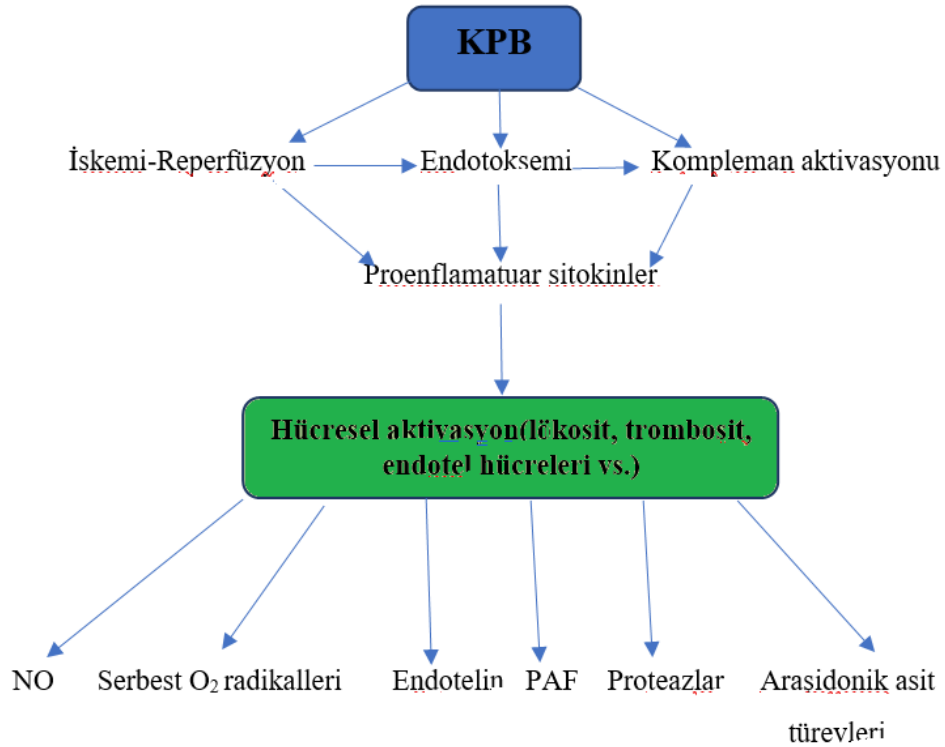 KPB
İskemi-Reperfüzyon Endotoksemi Kompleman aktivasyonu
Proenflamatuar sitokinler
Hücresel aktivasyon(lökosit, trombosit,
endotel hücreleri vs.)
NO Serbest O₂ radikalleri Endotelin PAF Proteazlar Araşidonik asit
türevleri